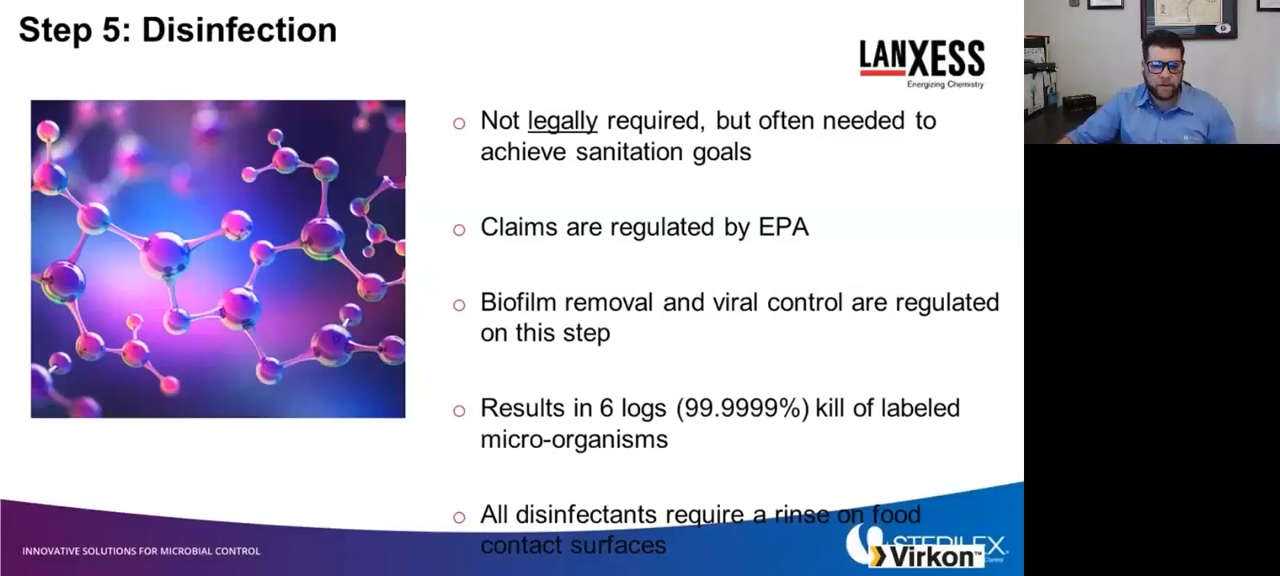 Step 5: Disinfection
LANXESS
Energizing Chemistry
Not legally required, but often needed to
achieve sanitation goals
Claims are regulated by EPA
Biofilm removal and viral control are regulated
on this step
Results in 6 logs (99.9999%) kill of labeled
micro-organisms
All disinfectants require a rinse on food
contact surfaces
INNOVATIVE SOLUTIONS FOR MICROBIAL CONTROL
STERILEX®
Virkon™